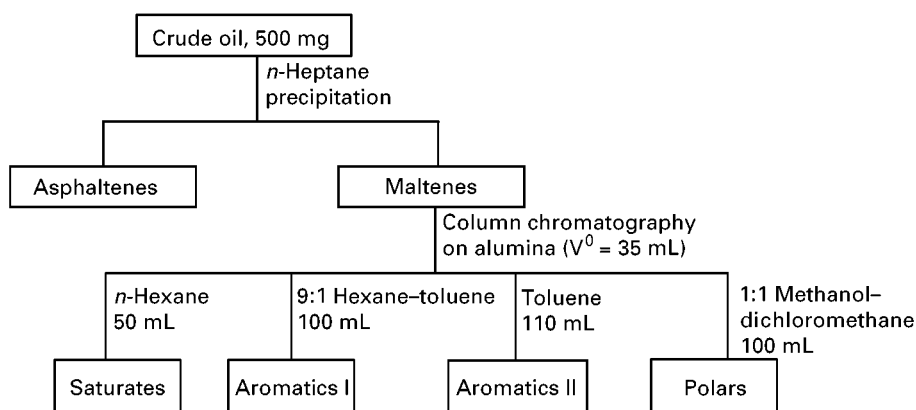 Crude oil, 500 mg
n-Heptane
precipitation
Asphaltenes
Maltenes
Column chromatography
on alumina (V⁰ = 35 mL)
n-Hexane
50 mL
9:1 Hexane–toluene
100 mL
Toluene
110 mL
1:1 Methanol–
dichloromethane
100 mL
Saturates
Aromatics I
Aromatics II
Polars